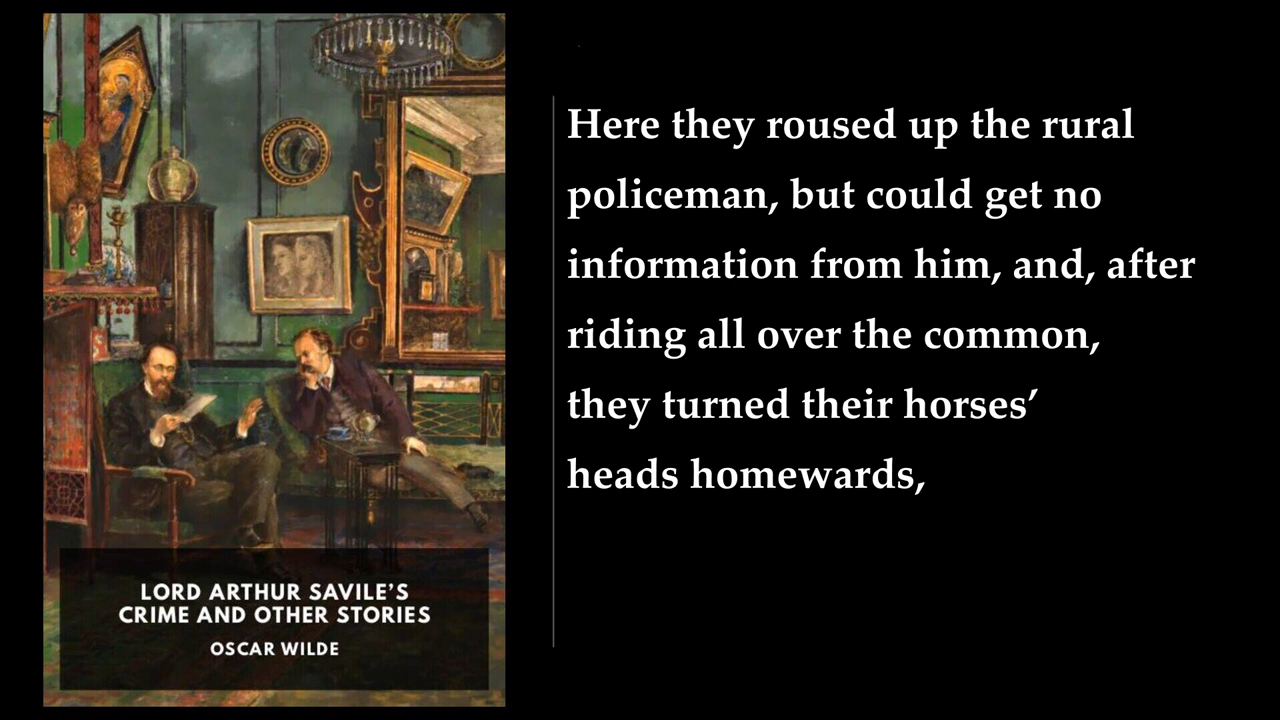 Here they roused up the rural
policeman, but could get no
information from him, and, after
riding all over the common,
they turned their horses’
heads homewards,
LORD ARTHUR SAVILE’S
CRIME AND OTHER STORIES
OSCAR WILDE